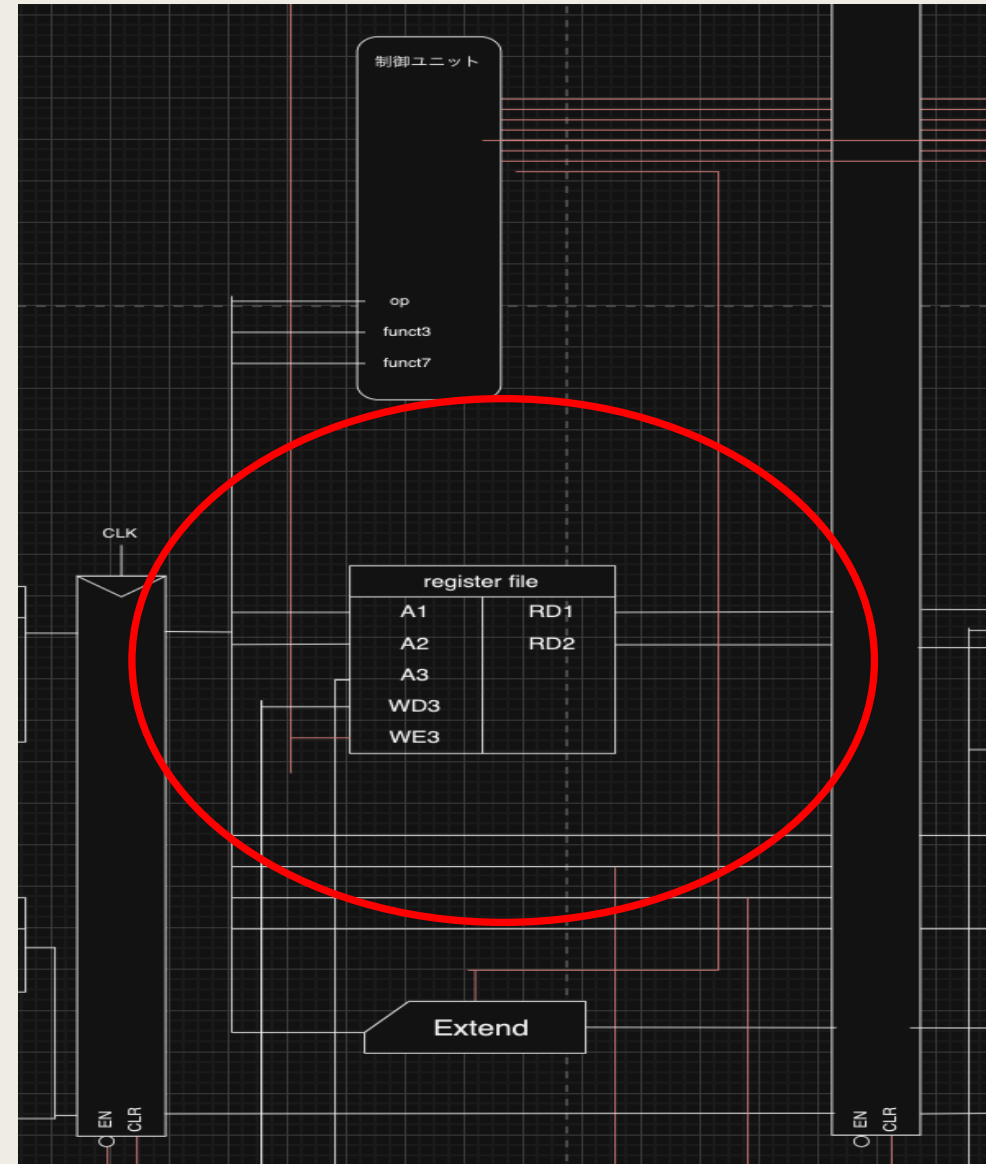 制御ユニット
op
funct3
funct7
CLK
register file
A1 RD1
A2 RD2
A3
WD3
WE3
Extend
EN CLR
EN CLR